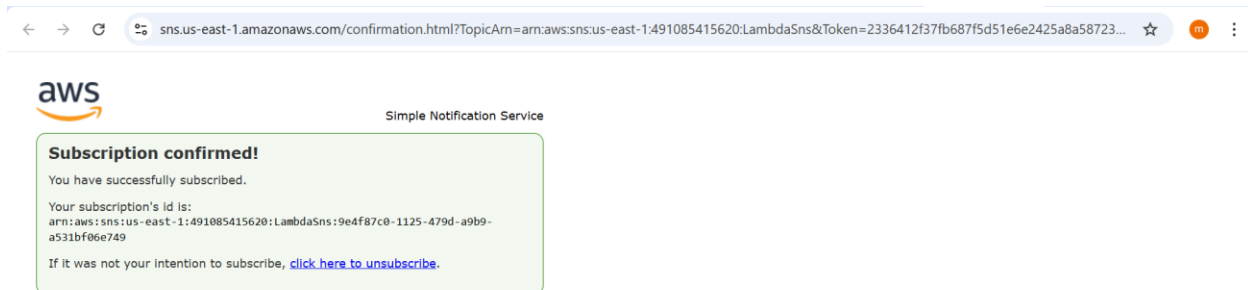 sns.us-east-1.amazonaws.com/confirmation.html?TopicArn=arn:aws:sns:us-east-1:491085415620:LambdaSns&Token=2336412f37fb687f5d51e6e2425a8a58723...
m
aws
Simple Notification Service
Subscription confirmed!
You have successfully subscribed.
Your subscription's id is:
arn:aws:sns:us-east-1:491085415620:LambdaSns:9e4f87c0-1125-479d-a9b9-
a531bf06e749
If it was not your intention to subscribe, click here to unsubscribe.